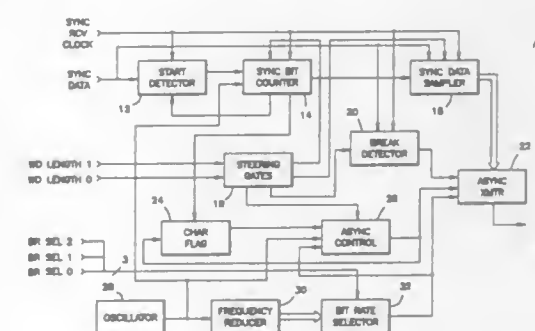 SYNC
RCV
CLOCK
SYNC
DATA
START
DETECTOR
12
SYNC BIT
COUNTER
14
SYNC DATA
SAMPLER
16
20
BREAK
DETECTOR
22
ASYNC
XMTR
WD LENGTH 1
WD LENGTH 0
STEERING
GATES
18
24
CHAR
FLAG
26
ASYNC
CONTROL
BR SEL 2
BR SEL 1
BR SEL 0
3
28
OSCILLATOR
30
FREQUENCY
REDUCER
32
BIT RATE
SELECTOR